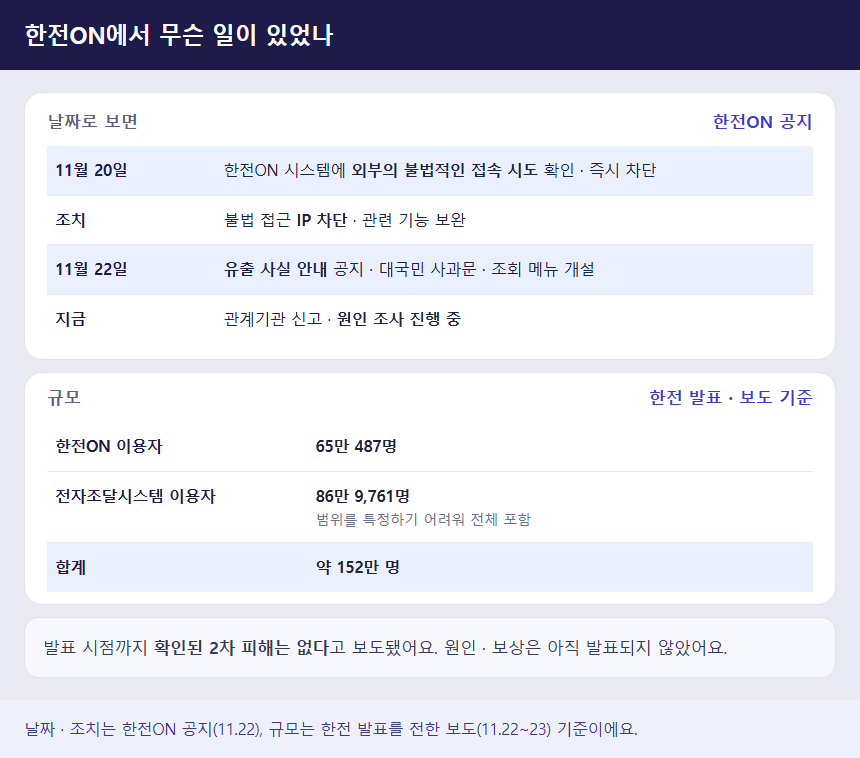 한전ON에서 무슨 일이 있었나
날짜로 보면 한전ON 공지
11월 20일 한전ON 시스템에 외부의 불법적인 접속 시도 확인 · 즉시 차단
조치 불법 접근 IP 차단 · 관련 기능 보완
11월 22일 유출 사실 안내 공지 · 대국민 사과문 · 조회 메뉴 개설
지금 관계기관 신고 · 원인 조사 진행 중
규모 한전 발표 · 보도 기준
한전ON 이용자 65만 487명
전자조달시스템 이용자 86만 9,761명
범위를 특정하기 어려워 전체 포함
합계 약 152만 명
발표 시점까지 확인된 2차 피해는 없다고 보도됐어요. 원인 · 보상은 아직 발표되지 않았어요.
날짜 · 조치는 한전ON 공지(11.22), 규모는 한전 발표를 전한 보도(11.22~23) 기준이에요.